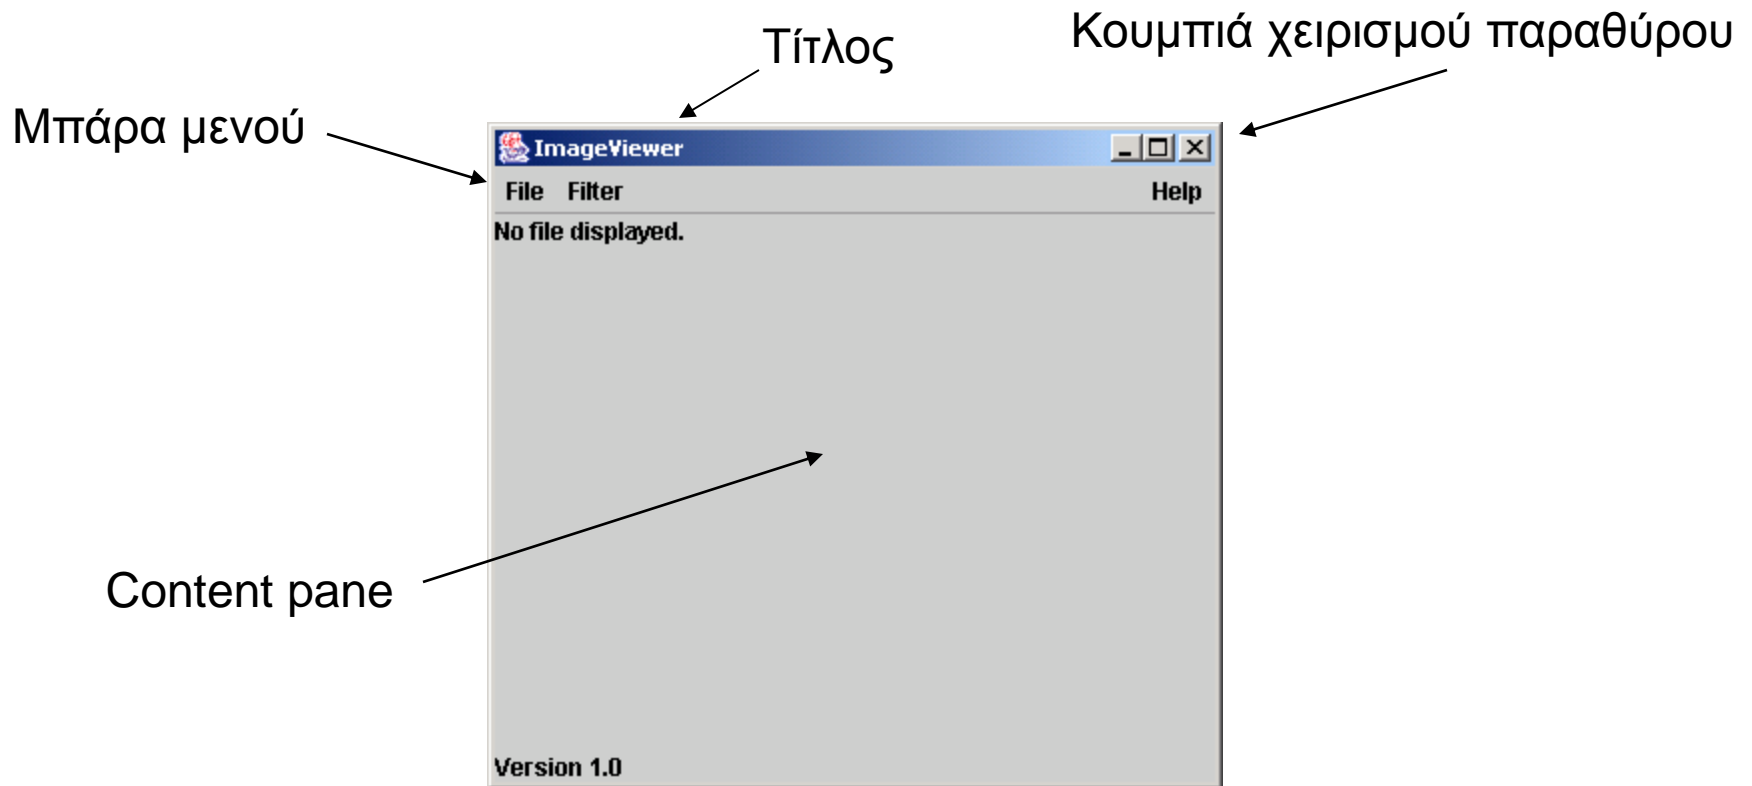 Τίτλος
Κουμπιά χειρισμού παραθύρου
Μπάρα μενού
ImageViewer
File Filter Help
No file displayed.
Content pane
Version 1.0